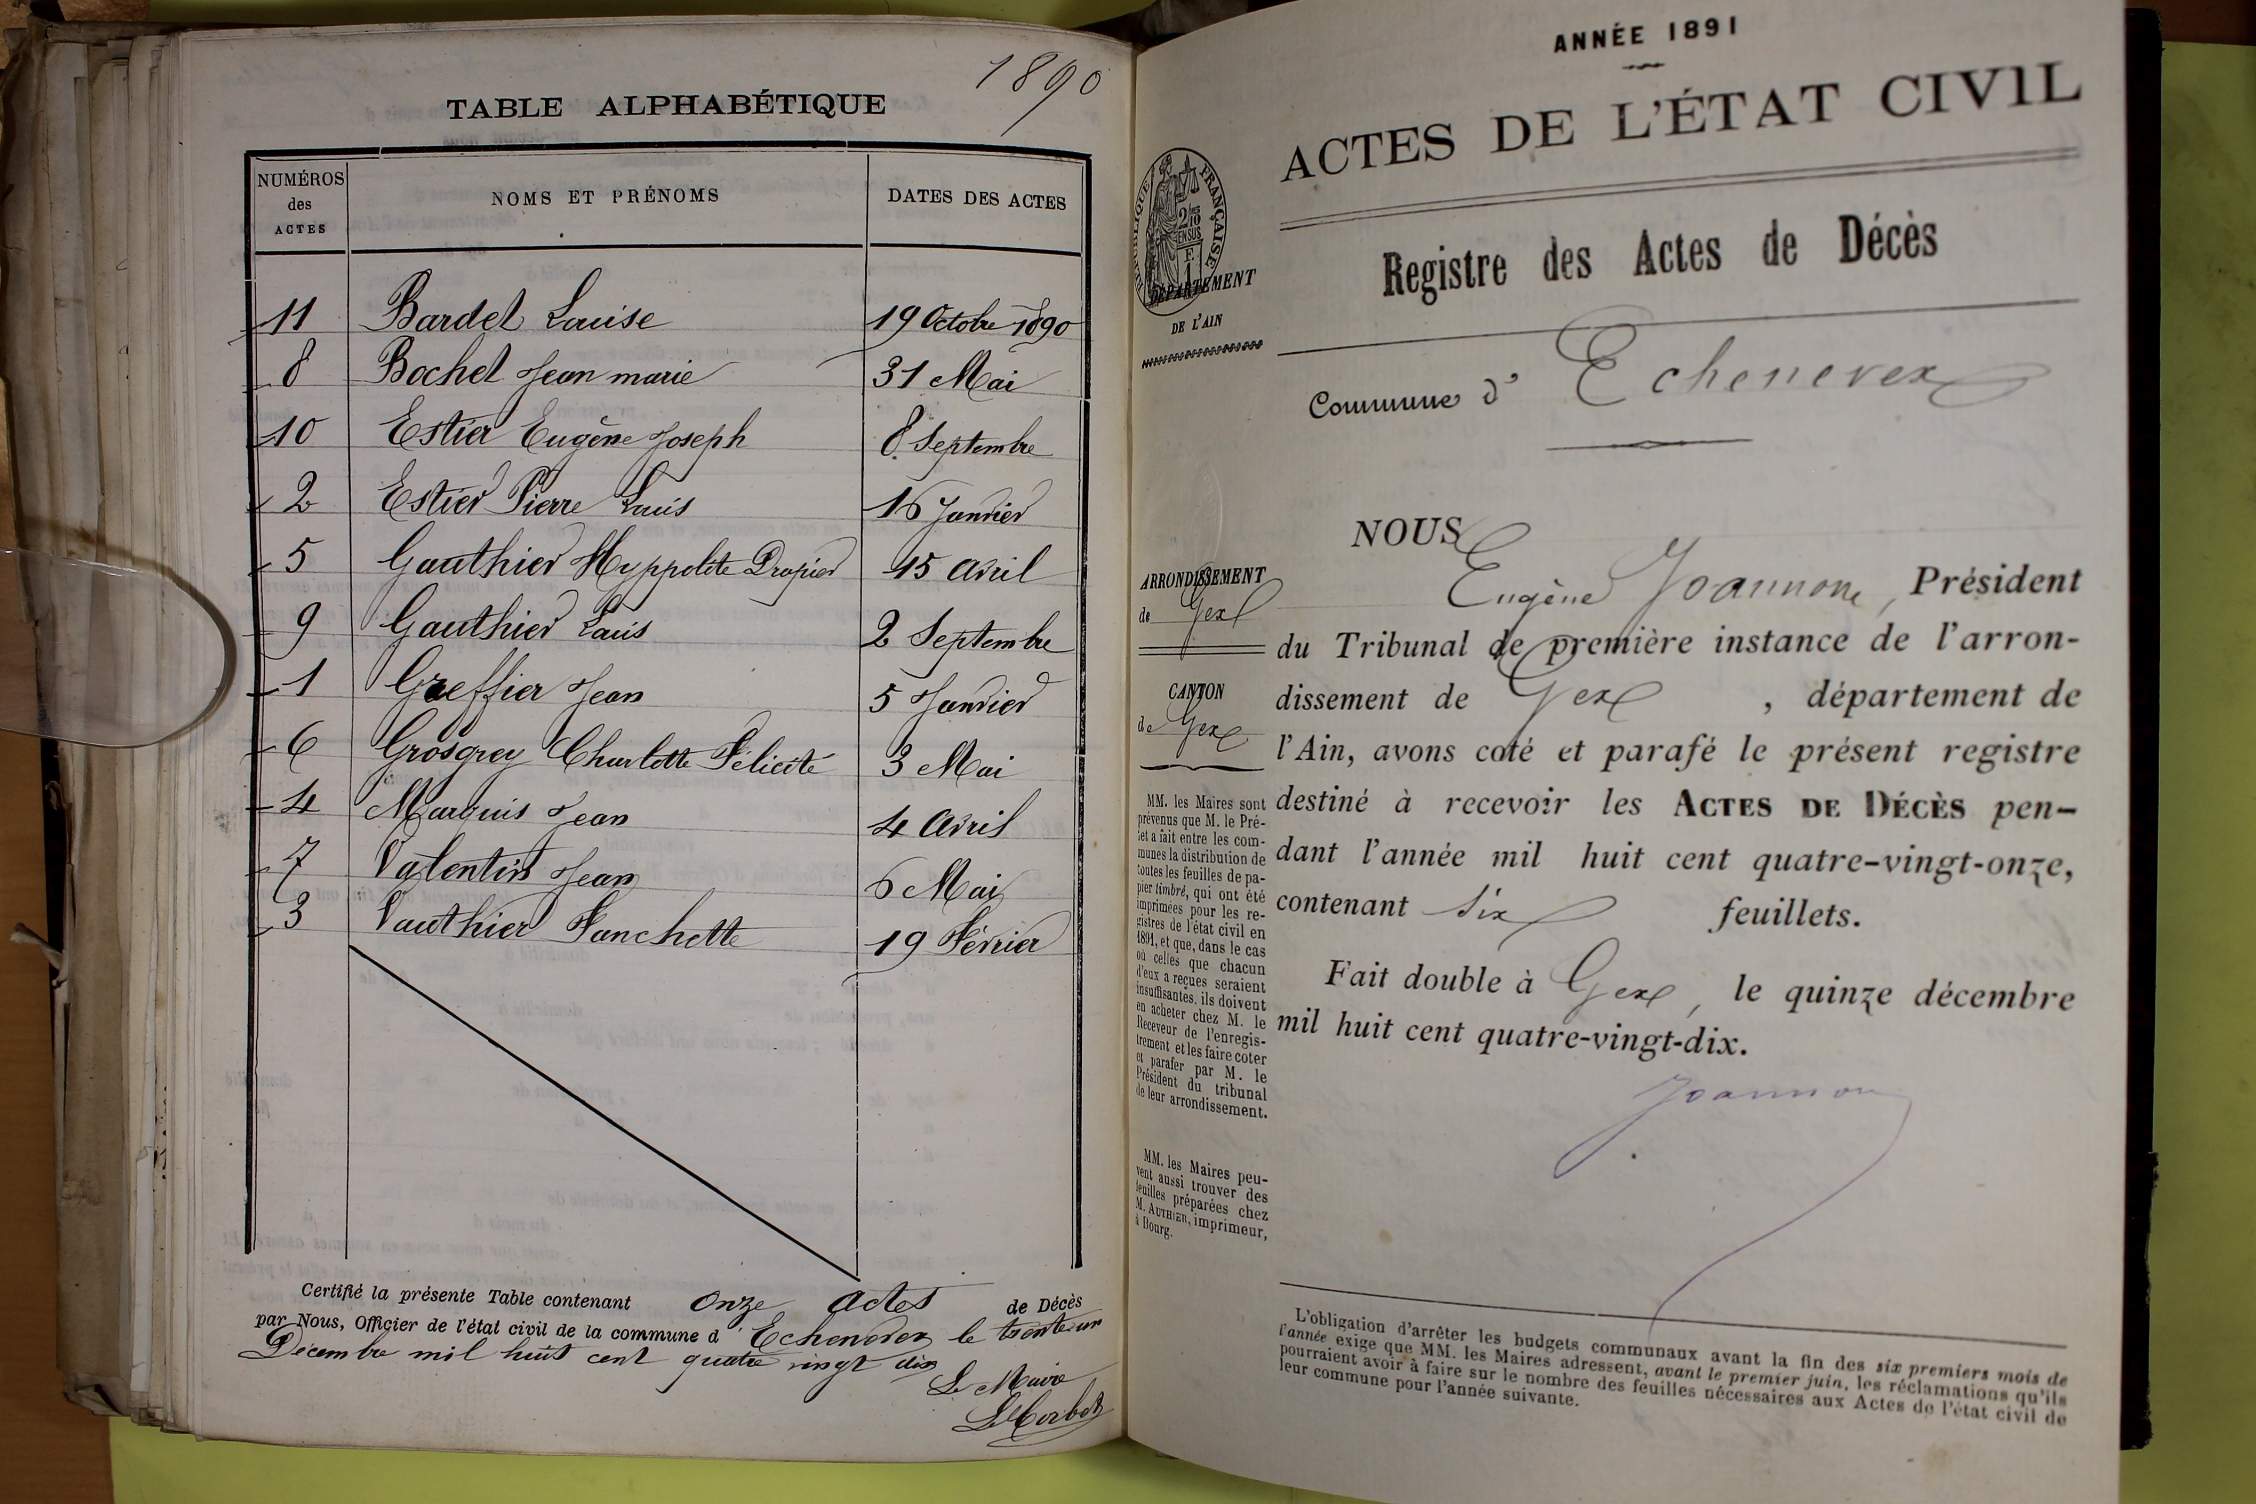 1890
TABLE ALPHABÉTIQUE
NUMÉROS des ACTES NOMS ET PRÉNOMS DATES DES ACTES
11 Bardet Louise 19 Octobre 1890
8 Bochet Jean marie 31 Mai
10 Estier Eugène Joseph 8 Septembre
2 Estier Pierre Louis 16 Janvier
5 Gauthier Hyppolite Drapier 15 Avril
9 Gauthier Louis 2 Septembre
1 Greffier Jean 5 Janvier
6 Grosgrey Charlotte Félicité 3 Mai
4 Marquis Jean 4 Avril
7 Valentin Jean 6 Mai
3 Vauthier Fanchette 19 Février
Certifié la présente Table contenant onze actes de Décès
par Nous, Officier de l'état civil de la commune d'Echenevex le trente un
Décembre mil huit cent quatre vingt dix
Le Maire
ANNÉE 1891
ACTES DE L'ÉTAT CIVIL
RÉPUBLIQUE FRANÇAISE
2/10 EN SUS
F.
1
DÉPARTEMENT
DE L'AIN
Registre des Actes de Décès
Commune d' Echenevex
ARRONDISSEMENT
de Gex
CANTON
de Gex
MM. les Maires sont
prévenus que M. le Pré-
fet a fait entre les com-
munes la distribution de
toutes les feuilles de pa-
pier timbré, qui ont été
imprimées pour les re-
gistres de l'état civil en
1891, et que, dans le cas
où celles que chacun
d'eux a reçues seraient
insuffisantes, ils doivent
en acheter chez M. le
Receveur de l'enregis-
trement et les faire coter
et parafer par M. le
Président du tribunal
de leur arrondissement.
MM. les Maires peu-
vent aussi trouver des
feuilles préparées chez
M. AUTHIER, imprimeur,
à Bourg.
NOUS
Eugène Joannon, Président
du Tribunal de première instance de l'arron-
dissement de Gex , département de
l'Ain, avons coté et parafé le présent registre
destiné à recevoir les ACTES DE DÉCÈS pen-
dant l'année mil huit cent quatre-vingt-onze,
contenant six feuillets.
Fait double à Gex, le quinze décembre
mil huit cent quatre-vingt-dix.
Joannon
L'obligation d'arrêter les budgets communaux avant la fin des six premiers mois de
l'année exige que MM. les Maires adressent, avant le premier juin, les réclamations qu'ils
pourraient avoir à faire sur le nombre des feuilles nécessaires aux Actes de l'état civil de
leur commune pour l'année suivante.